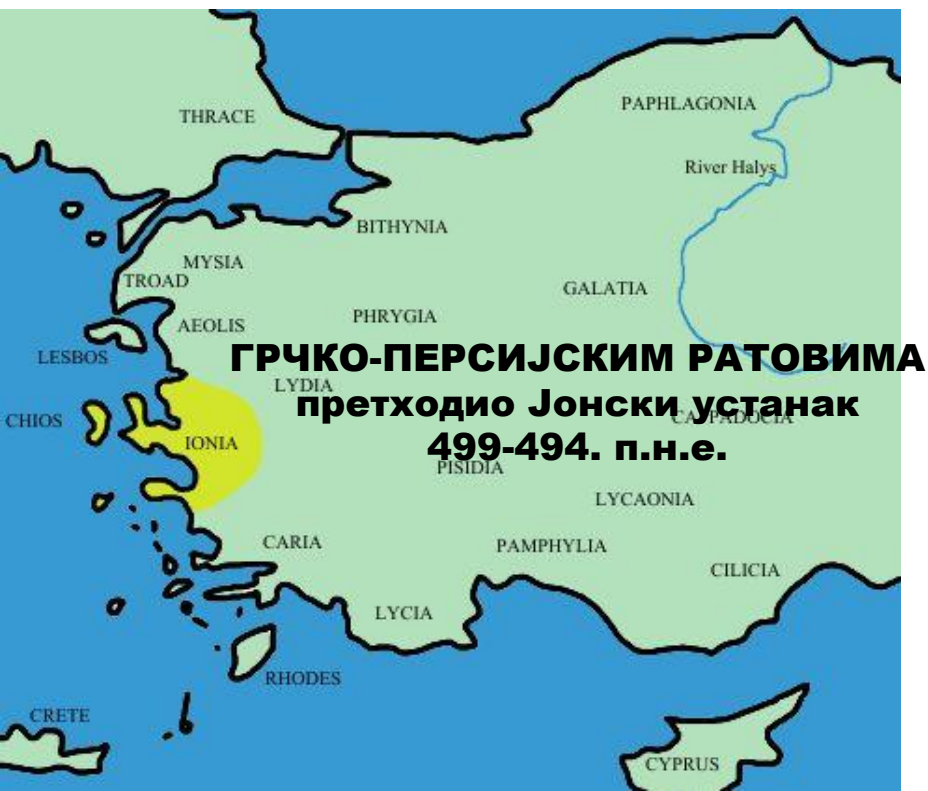 THRACE
PAPHLAGONIA
River Halys
BITHYNIA
MYSIA
TROAD
GALATIA
PHRYGIA
AEOLIS
LESBOS
ГРЧКО-ПЕРСИЈСКИМ РАТОВИМА
LYDIA
претходио Јонски устанак
CAPPADOCIA
CHIOS
IONIA
499-494. п.н.е.
PISIDIA
LYCAONIA
CARIA
PAMPHYLIA
CILICIA
LYCIA
RHODES
CRETE
CYPRUS